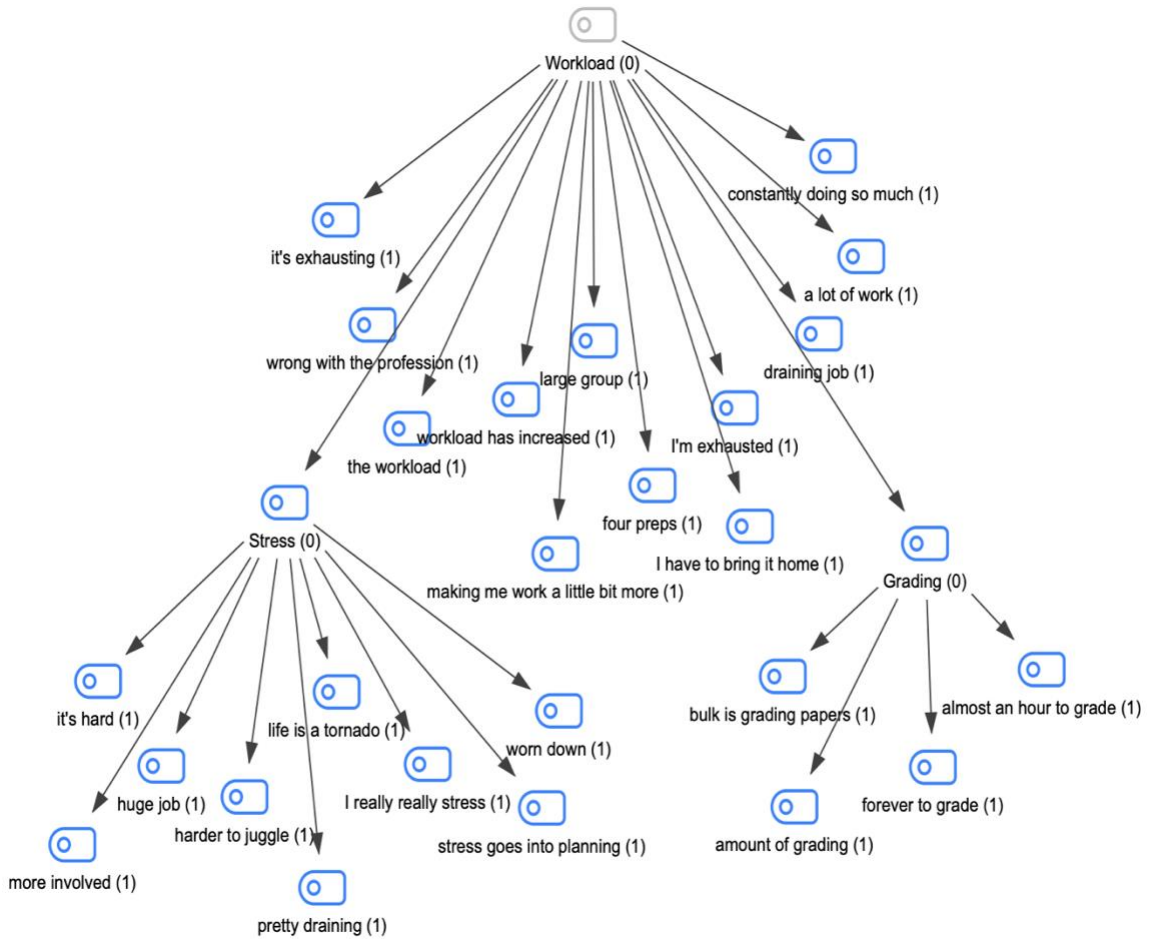 Workload (0)
constantly doing so much (1)
it's exhausting (1)
a lot of work (1)
wrong with the profession (1)
large group (1)
draining job (1)
workload has increased (1)
I'm exhausted (1)
the workload (1)
four preps (1)
Stress (0)
I have to bring it home (1)
making me work a little bit more (1)
Grading (0)
it's hard (1)
life is a tornado (1)
worn down (1)
bulk is grading papers (1)
almost an hour to grade (1)
huge job (1)
I really really stress (1)
forever to grade (1)
harder to juggle (1)
stress goes into planning (1)
amount of grading (1)
more involved (1)
pretty draining (1)